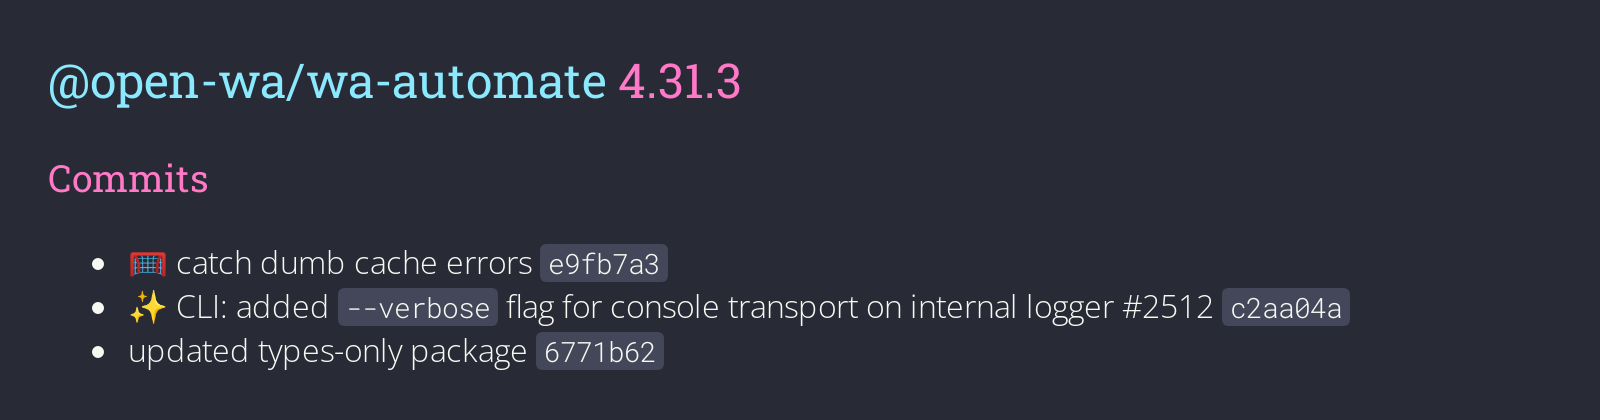 @open-wa/wa-automate 4.31.3
Commits
🥅 catch dumb cache errors e9fb7a3
✨ CLI: added --verbose flag for console transport on internal logger #2512 c2aa04a
updated types-only package 6771b62